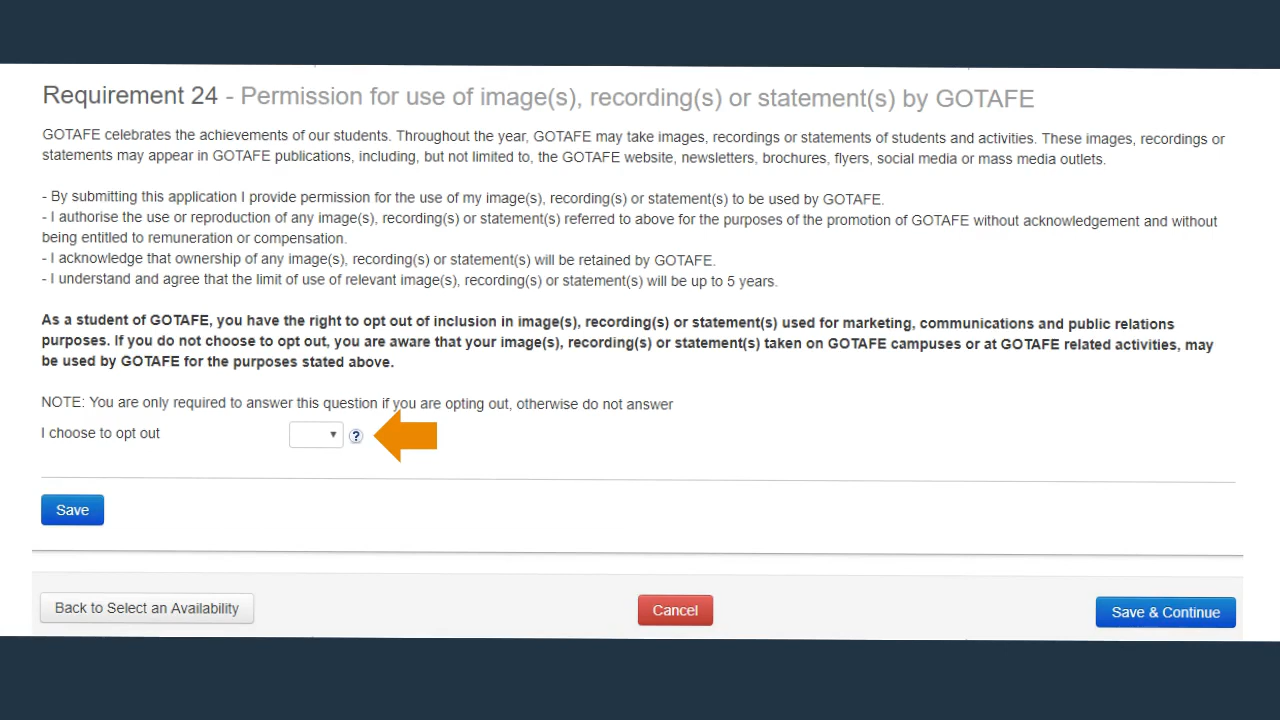 Requirement 24 - Permission for use of image(s), recording(s) or statement(s) by GOTAFE
GOTAFE celebrates the achievements of our students. Throughout the year, GOTAFE may take images, recordings or statements of students and activities. These images, recordings or
statements may appear in GOTAFE publications, including, but not limited to, the GOTAFE website, newsletters, brochures, flyers, social media or mass media outlets.
- By submitting this application I provide permission for the use of my image(s), recording(s) or statement(s) to be used by GOTAFE.
- I authorise the use or reproduction of any image(s), recording(s) or statement(s) referred to above for the purposes of the promotion of GOTAFE without acknowledgement and without
being entitled to remuneration or compensation.
- I acknowledge that ownership of any image(s), recording(s) or statement(s) will be retained by GOTAFE.
- I understand and agree that the limit of use of relevant image(s), recording(s) or statement(s) will be up to 5 years.
As a student of GOTAFE, you have the right to opt out of inclusion in image(s), recording(s) or statement(s) used for marketing, communications and public relations
purposes. If you do not choose to opt out, you are aware that your image(s), recording(s) or statement(s) taken on GOTAFE campuses or at GOTAFE related activities, may
be used by GOTAFE for the purposes stated above.
NOTE: You are only required to answer this question if you are opting out, otherwise do not answer
I choose to opt out ?
Save
Back to Select an Availability Cancel Save & Continue